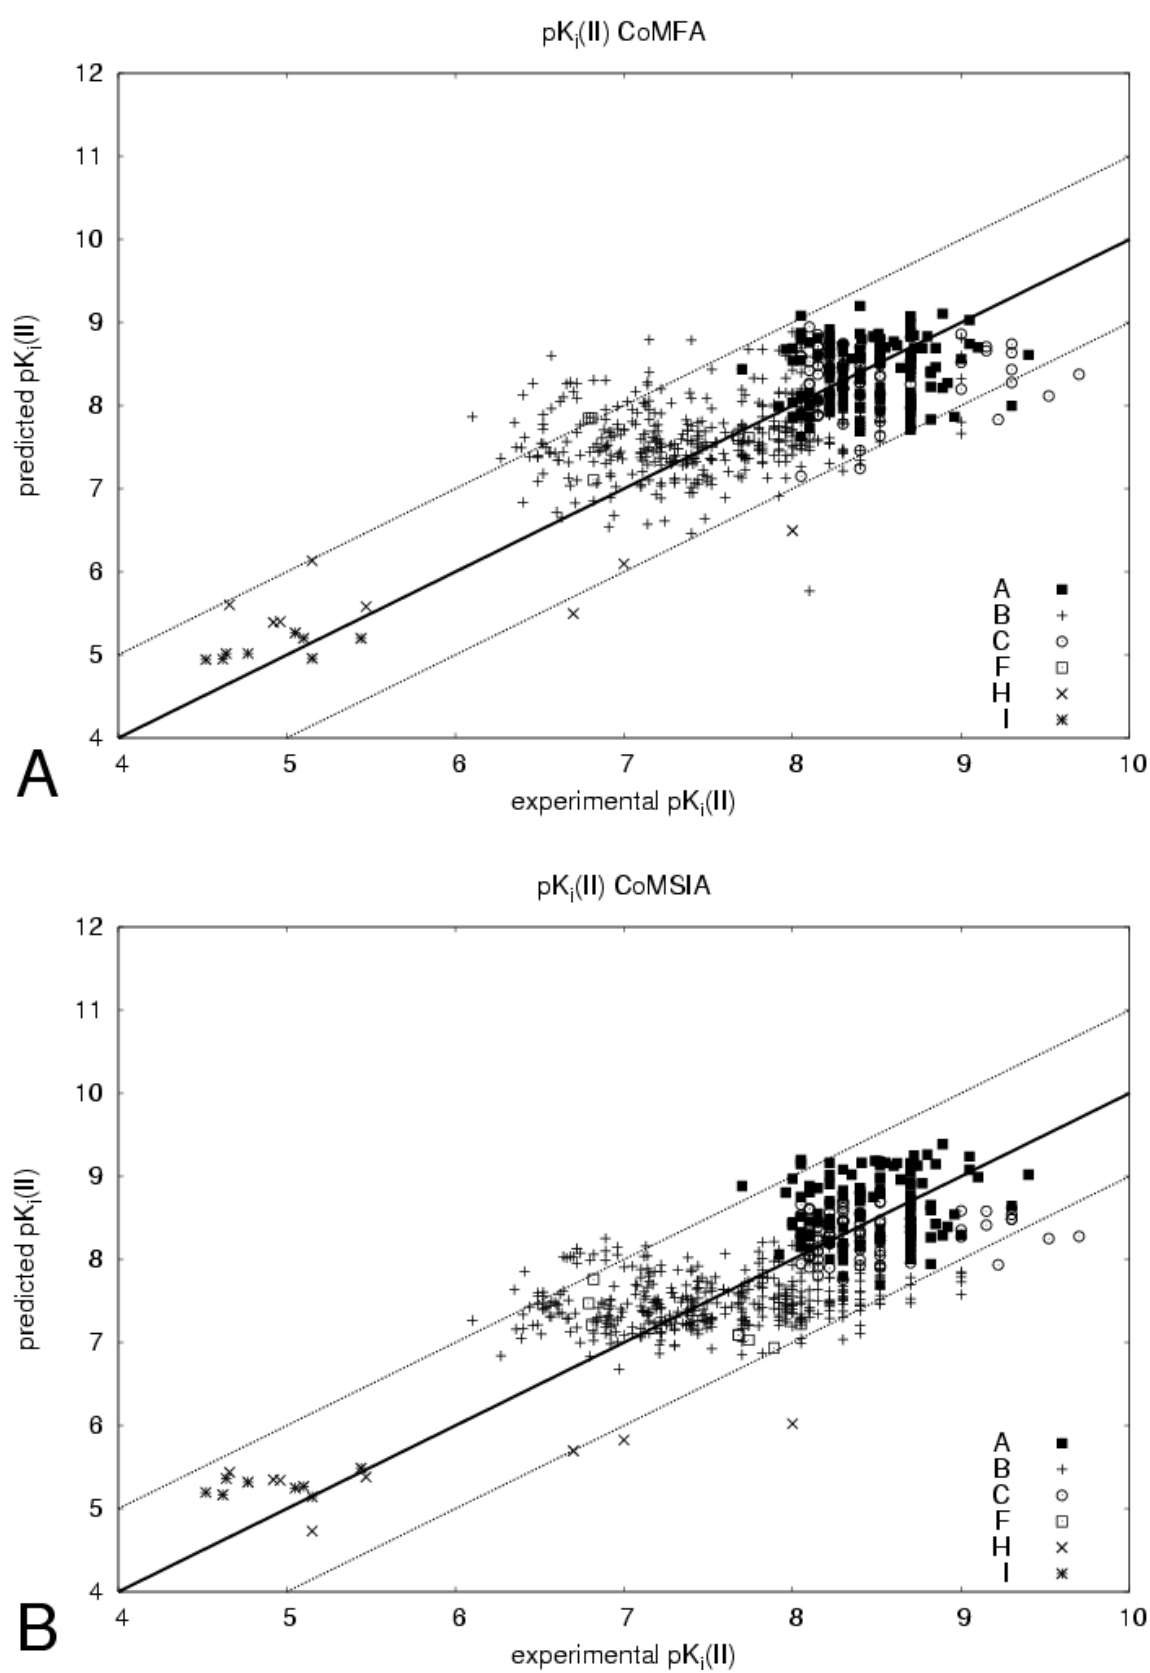 pKi(II) CoMFA
12
11
10
9
8
7
6
5
4
predicted pKi(II)
A
B
C
F
H
I
4 5 6 7 8 9 10
experimental pKi(II)
A
pKi(II) CoMSIA
12
11
10
9
8
7
6
5
4
predicted pKi(II)
A
B
C
F
H
I
4 5 6 7 8 9 10
experimental pKi(II)
B